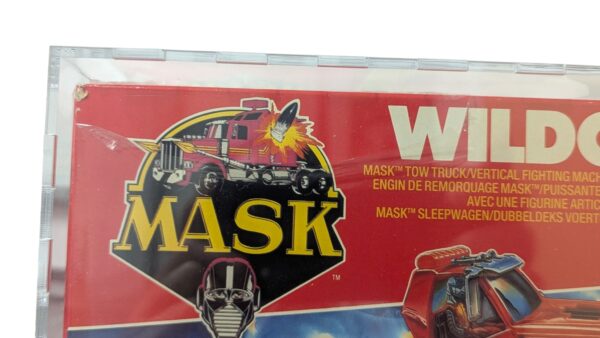 MASK
TM
WILDC
MASK™ TOW TRUCK/VERTICAL FIGHTING MACH
ENGIN DE REMORQUAGE MASK™/PUISSANTE
AVEC UNE FIGURINE ARTIC
MASK™ SLEEPWAGEN/DUBBELDEKS VOERT